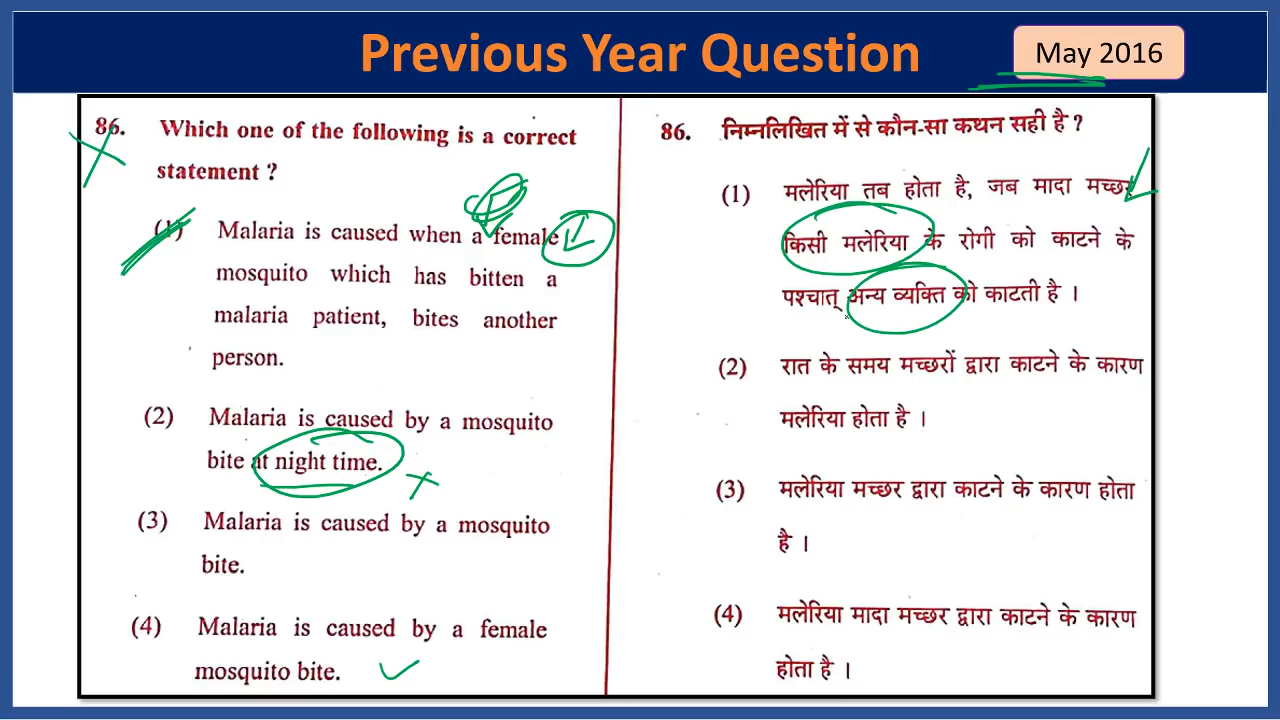 Previous Year Question
May 2016
86. Which one of the following is a correct
statement ?
(1) Malaria is caused when a female
mosquito which has bitten a
malaria patient, bites another
person.
(2) Malaria is caused by a mosquito
bite at night time.
(3) Malaria is caused by a mosquito
bite.
(4) Malaria is caused by a female
mosquito bite.
86. निम्नलिखित में से कौन-सा कथन सही है ?
(1) मलेरिया तब होता है, जब मादा मच्छर
किसी मलेरिया के रोगी को काटने के
पश्चात् अन्य व्यक्ति को काटती है ।
(2) रात के समय मच्छरों द्वारा काटने के कारण
मलेरिया होता है ।
(3) मलेरिया मच्छर द्वारा काटने के कारण होता
है ।
(4) मलेरिया मादा मच्छर द्वारा काटने के कारण
होता है ।